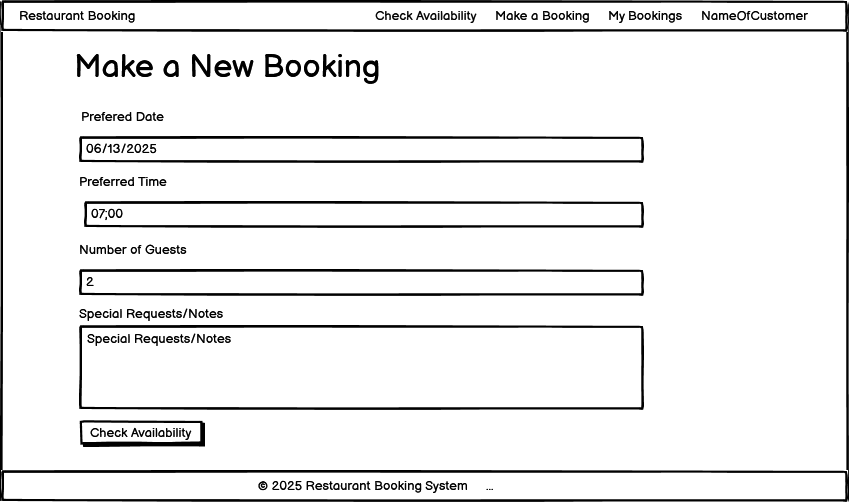 Restaurant Booking Check Availability Make a Booking My Bookings NameOfCustomer
Make a New Booking
Prefered Date
06/13/2025
Preferred Time
07;00
Number of Guests
2
Special Requests/Notes
Special Requests/Notes
Check Availability
© 2025 Restaurant Booking System ...